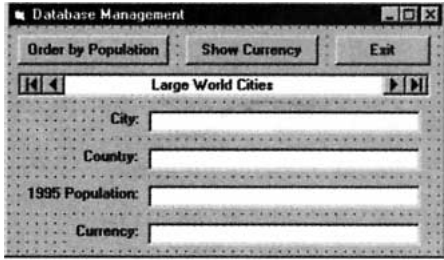 Database Management
Order by Population Show Currency Exit
Large World Cities
City:
Country:
1995 Population:
Currency: